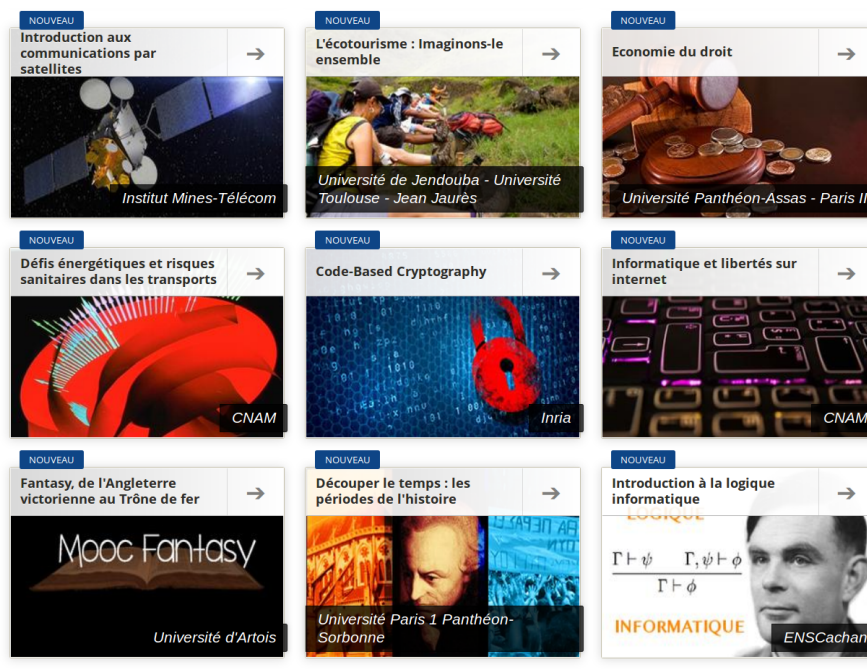 NOUVEAU
Introduction aux
communications par
satellites
Institut Mines-Télécom
NOUVEAU
L'écotourisme : Imaginons-le
ensemble
Université de Jendouba - Université
Toulouse - Jean Jaurès
NOUVEAU
Economie du droit
Université Panthéon-Assas - Paris II
NOUVEAU
Défis énergétiques et risques
sanitaires dans les transports
CNAM
NOUVEAU
Code-Based Cryptography
Inria
NOUVEAU
Informatique et libertés sur
internet
CNAM
NOUVEAU
Fantasy, de l'Angleterre
victorienne au Trône de fer
Mooc Fantasy
Université d'Artois
NOUVEAU
Découper le temps : les
périodes de l'histoire
Université Paris 1 Panthéon-
Sorbonne
NOUVEAU
Introduction à la logique
informatique
LOGIQUE
Γ ⊢ ψ Γ, ψ ⊢ ϕ
Γ ⊢ ϕ
INFORMATIQUE
ENSCachan